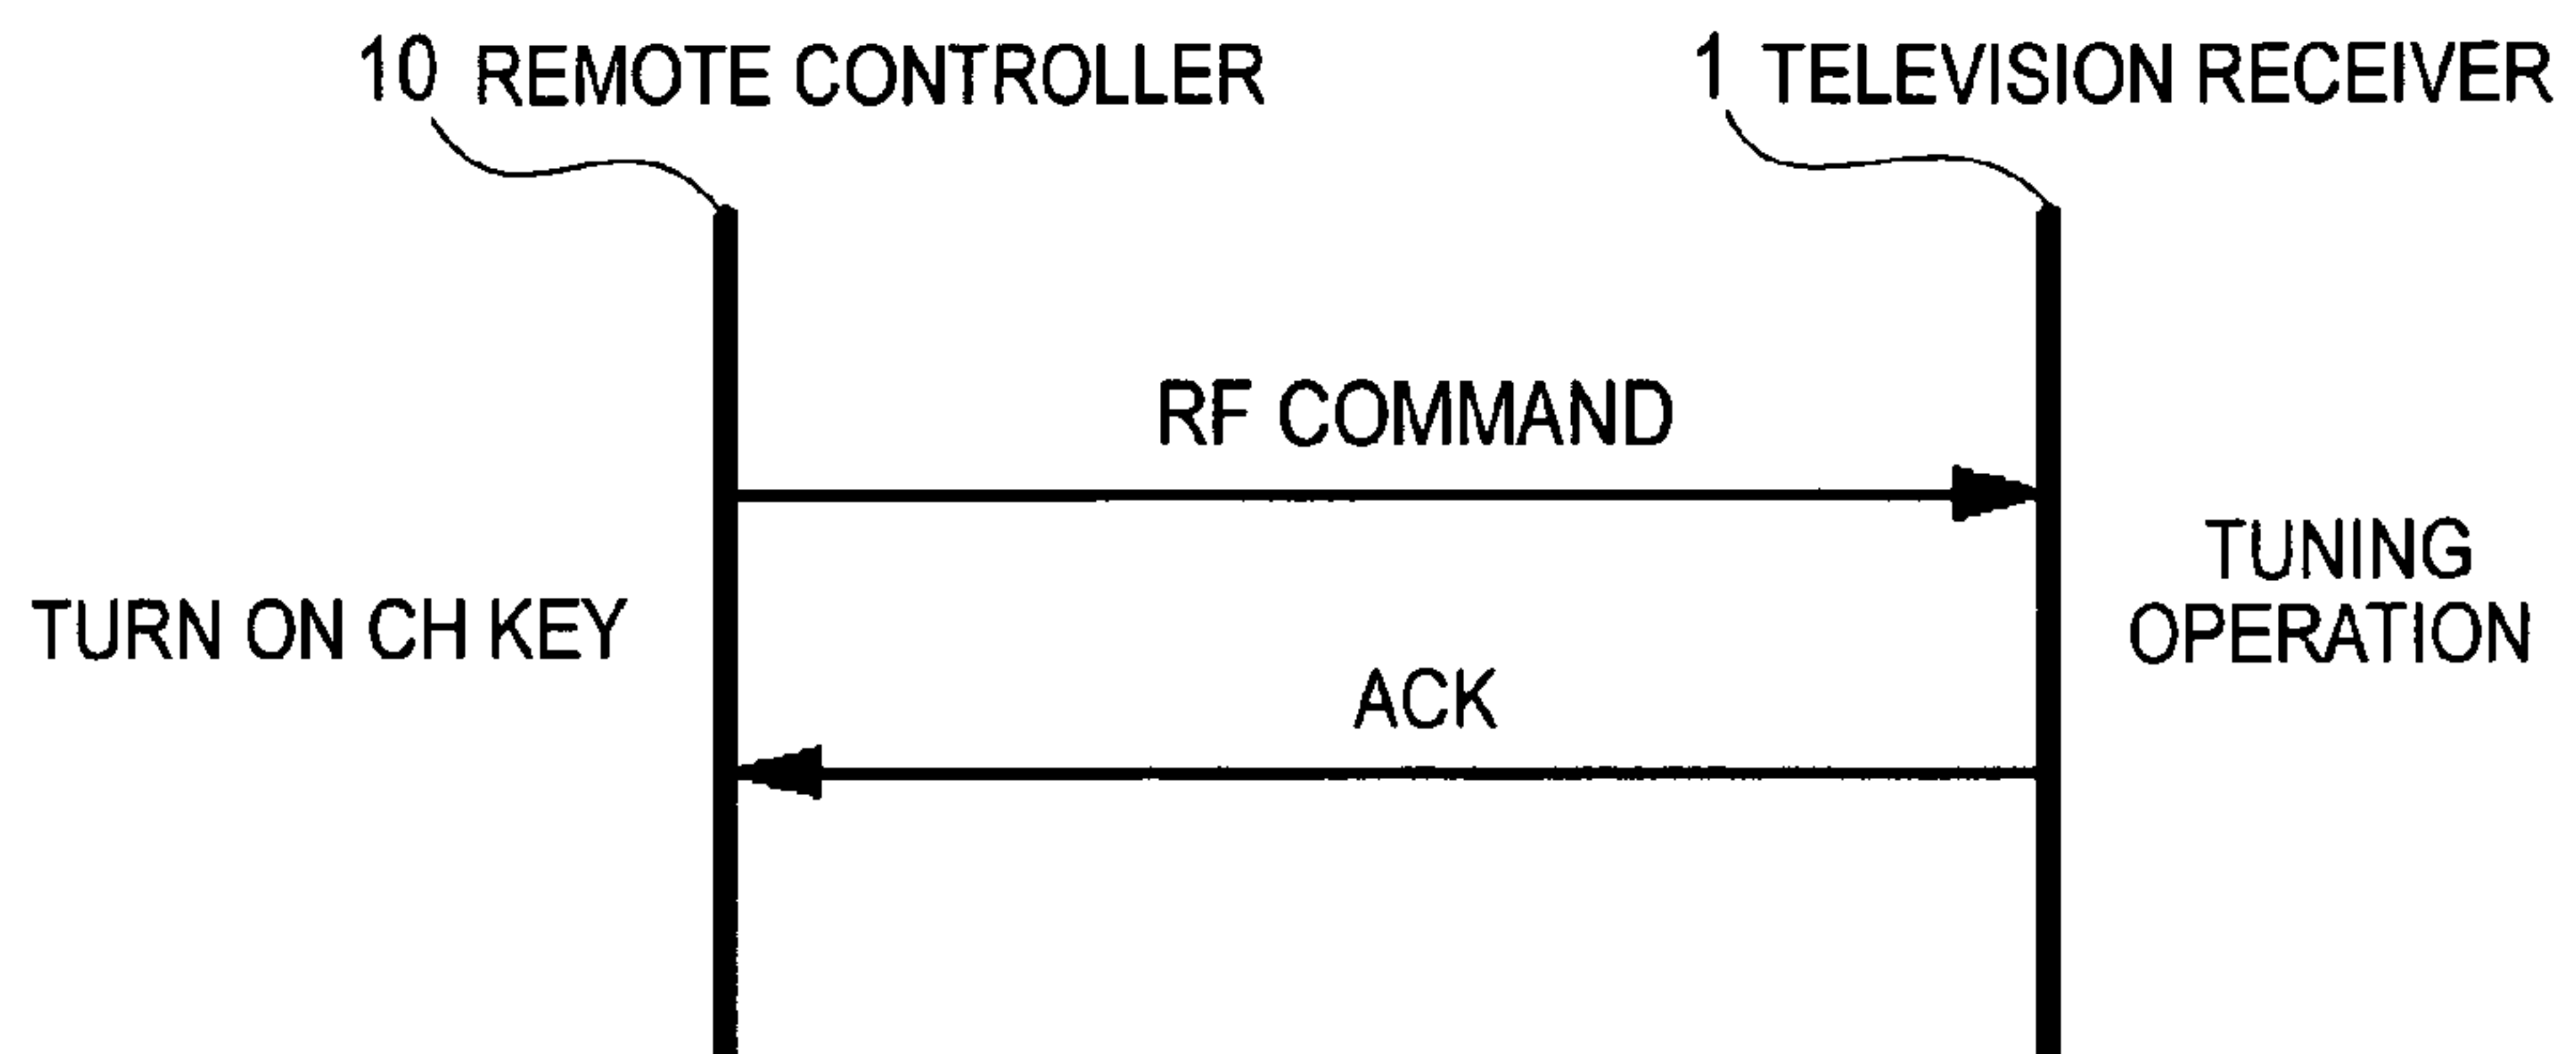 10 REMOTE CONTROLLER
1 TELEVISION RECEIVER
RF COMMAND
TUNING
OPERATION
TURN ON CH KEY
ACK